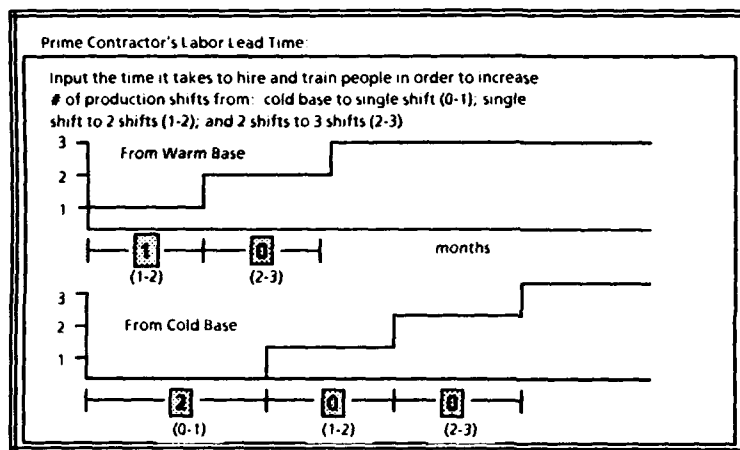 Prime Contractor's Labor Lead Time:
Input the time it takes to hire and train people in order to increase
# of production shifts from: cold base to single shift (0-1); single
shift to 2 shifts (1-2); and 2 shifts to 3 shifts (2-3)
3
From Warm Base
2
1
1 0 months
(1-2) (2-3)
3
2 From Cold Base
1
2 0 0
(0-1) (1-2) (2-3)